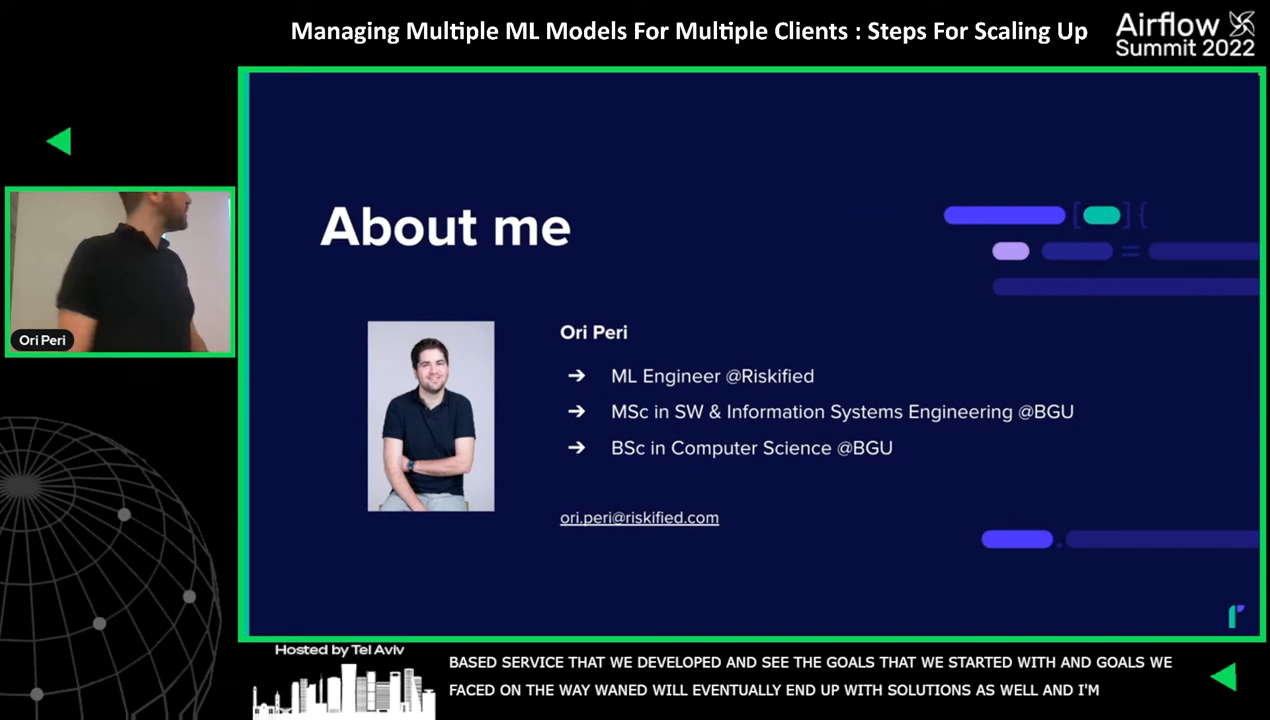 Managing Multiple ML Models For Multiple Clients : Steps For Scaling Up
Airflow
Summit 2022
About me
Ori Peri
Ori Peri
➔ ML Engineer @Riskified
➔ MSc in SW & Information Systems Engineering @BGU
➔ BSc in Computer Science @BGU
ori.peri@riskified.com
Hosted by Tel Aviv
BASED SERVICE THAT WE DEVELOPED AND SEE THE GOALS THAT WE STARTED WITH AND GOALS WE
FACED ON THE WAY WANED WILL EVENTUALLY END UP WITH SOLUTIONS AS WELL AND I'M